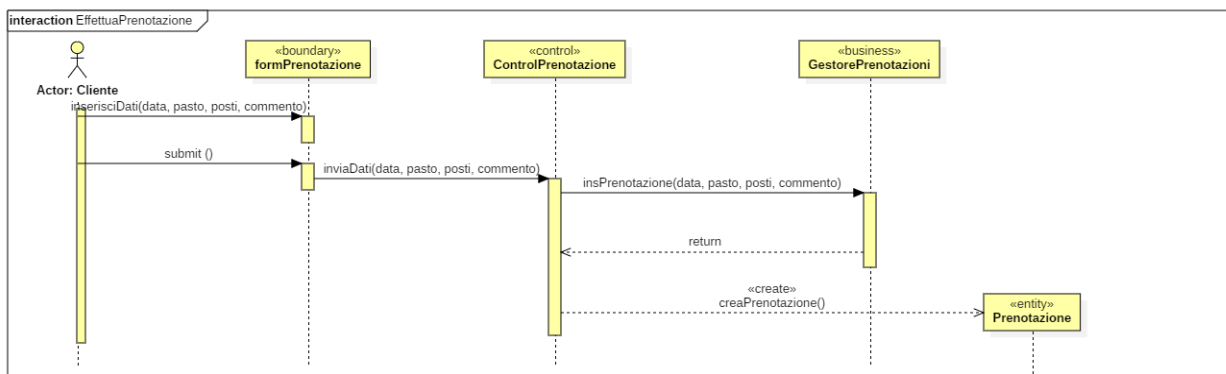 interaction EffettuaPrenotazione
«boundary»
formPrenotazione
«control»
ControlPrenotazione
«business»
GestorePrenotazioni
Actor: Cliente
inserisciDati(data, pasto, posti, commento)
submit ()
inviaDati(data, pasto, posti, commento)
insPrenotazione(data, pasto, posti, commento)
return
«create»
creaPrenotazione()
«entity»
Prenotazione